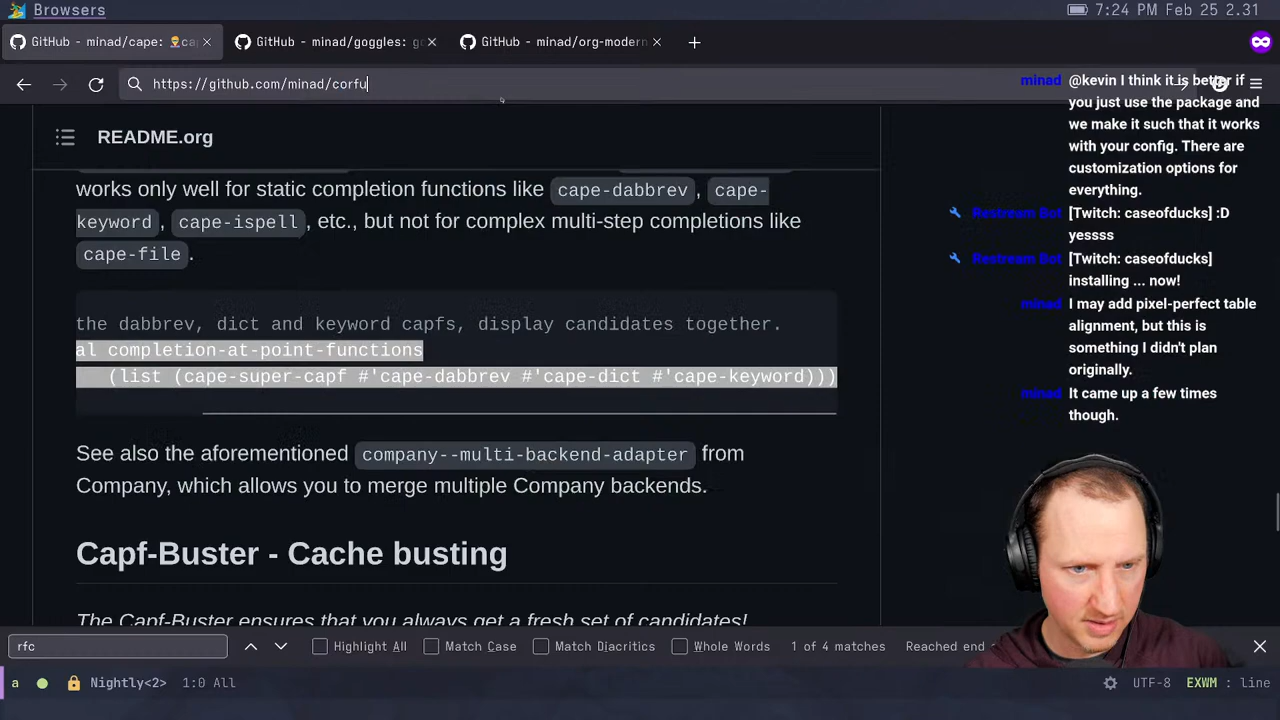 Browsers
7:24 PM Feb 25 2.31
GitHub - minad/cape: 
GitHub - minad/goggles: 
GitHub - minad/org-modern
https://github.com/minad/corfu
README.org
works only well for static completion functions like cape-dabbrev, cape-
keyword, cape-ispell, etc., but not for complex multi-step completions like
cape-file.
the dabbrev, dict and keyword capfs, display candidates together.
al completion-at-point-functions
(list (cape-super-capf #'cape-dabbrev #'cape-dict #'cape-keyword)))
See also the aforementioned company--multi-backend-adapter from
Company, which allows you to merge multiple Company backends.
Capf-Buster - Cache busting
The Capf-Buster ensures that you always get a fresh set of candidates!
minad @kevin I think it is better if
you just use the package and
we make it such that it works
with your config. There are
customization options for
everything.
Restream Bot [Twitch: caseofducks] :D
yessss
Restream Bot [Twitch: caseofducks]
installing ... now!
minad I may add pixel-perfect table
alignment, but this is
something I didn't plan
originally.
minad It came up a few times
though.
rfc
Highlight All
Match Case
Match Diacritics
Whole Words
1 of 4 matches
Reached end
a
Nightly<2> 1:0 All
UTF-8 EXWM : line